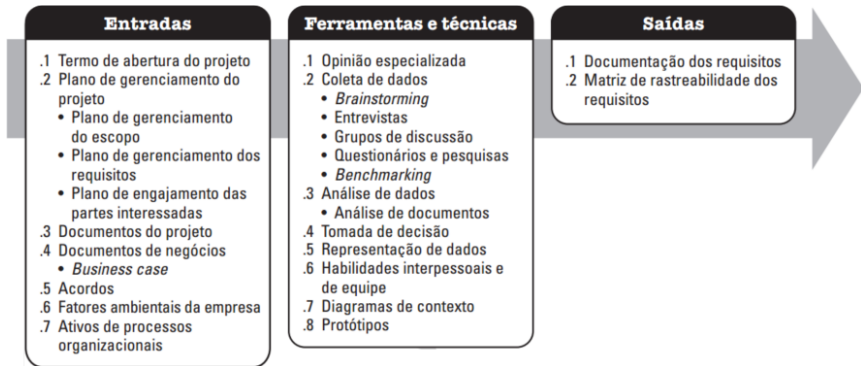 Entradas
.1 Termo de abertura do projeto
.2 Plano de gerenciamento do
projeto
• Plano de gerenciamento
do escopo
• Plano de gerenciamento dos
requisitos
• Plano de engajamento das
partes interessadas
.3 Documentos do projeto
.4 Documentos de negócios
• Business case
.5 Acordos
.6 Fatores ambientais da empresa
.7 Ativos de processos
organizacionais
Ferramentas e técnicas
.1 Opinião especializada
.2 Coleta de dados
• Brainstorming
• Entrevistas
• Grupos de discussão
• Questionários e pesquisas
• Benchmarking
.3 Análise de dados
• Análise de documentos
.4 Tomada de decisão
.5 Representação de dados
.6 Habilidades interpessoais e
de equipe
.7 Diagramas de contexto
.8 Protótipos
Saídas
.1 Documentação dos requisitos
.2 Matriz de rastreabilidade dos
requisitos